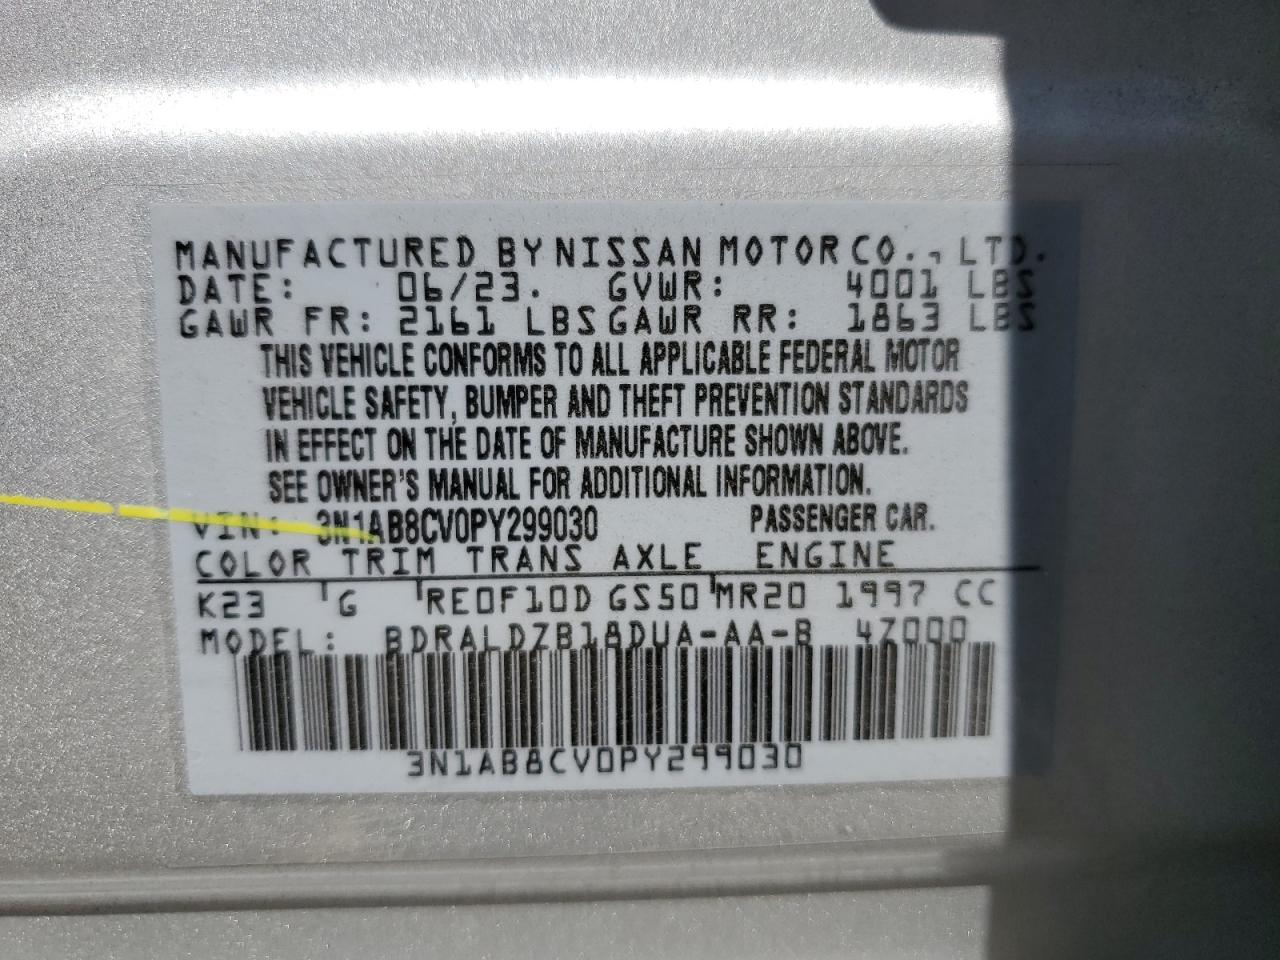 MANUFACTURED BY NISSAN MOTOR CO., LTD.
DATE: 06/23. GVWR: 4001 LBS
GAWR FR: 2161 LBS GAWR RR: 1863 LBS
THIS VEHICLE CONFORMS TO ALL APPLICABLE FEDERAL MOTOR
VEHICLE SAFETY, BUMPER AND THEFT PREVENTION STANDARDS
IN EFFECT ON THE DATE OF MANUFACTURE SHOWN ABOVE.
SEE OWNER'S MANUAL FOR ADDITIONAL INFORMATION.
VIN: 3N1AB8CV0PY299030 PASSENGER CAR.
COLOR TRIM TRANS AXLE ENGINE
K23 G RE0F10D GS50 MR20 1997 CC
MODEL: BDRALDZB18DUA-AA-B 4Z000
3N1AB8CV0PY299030